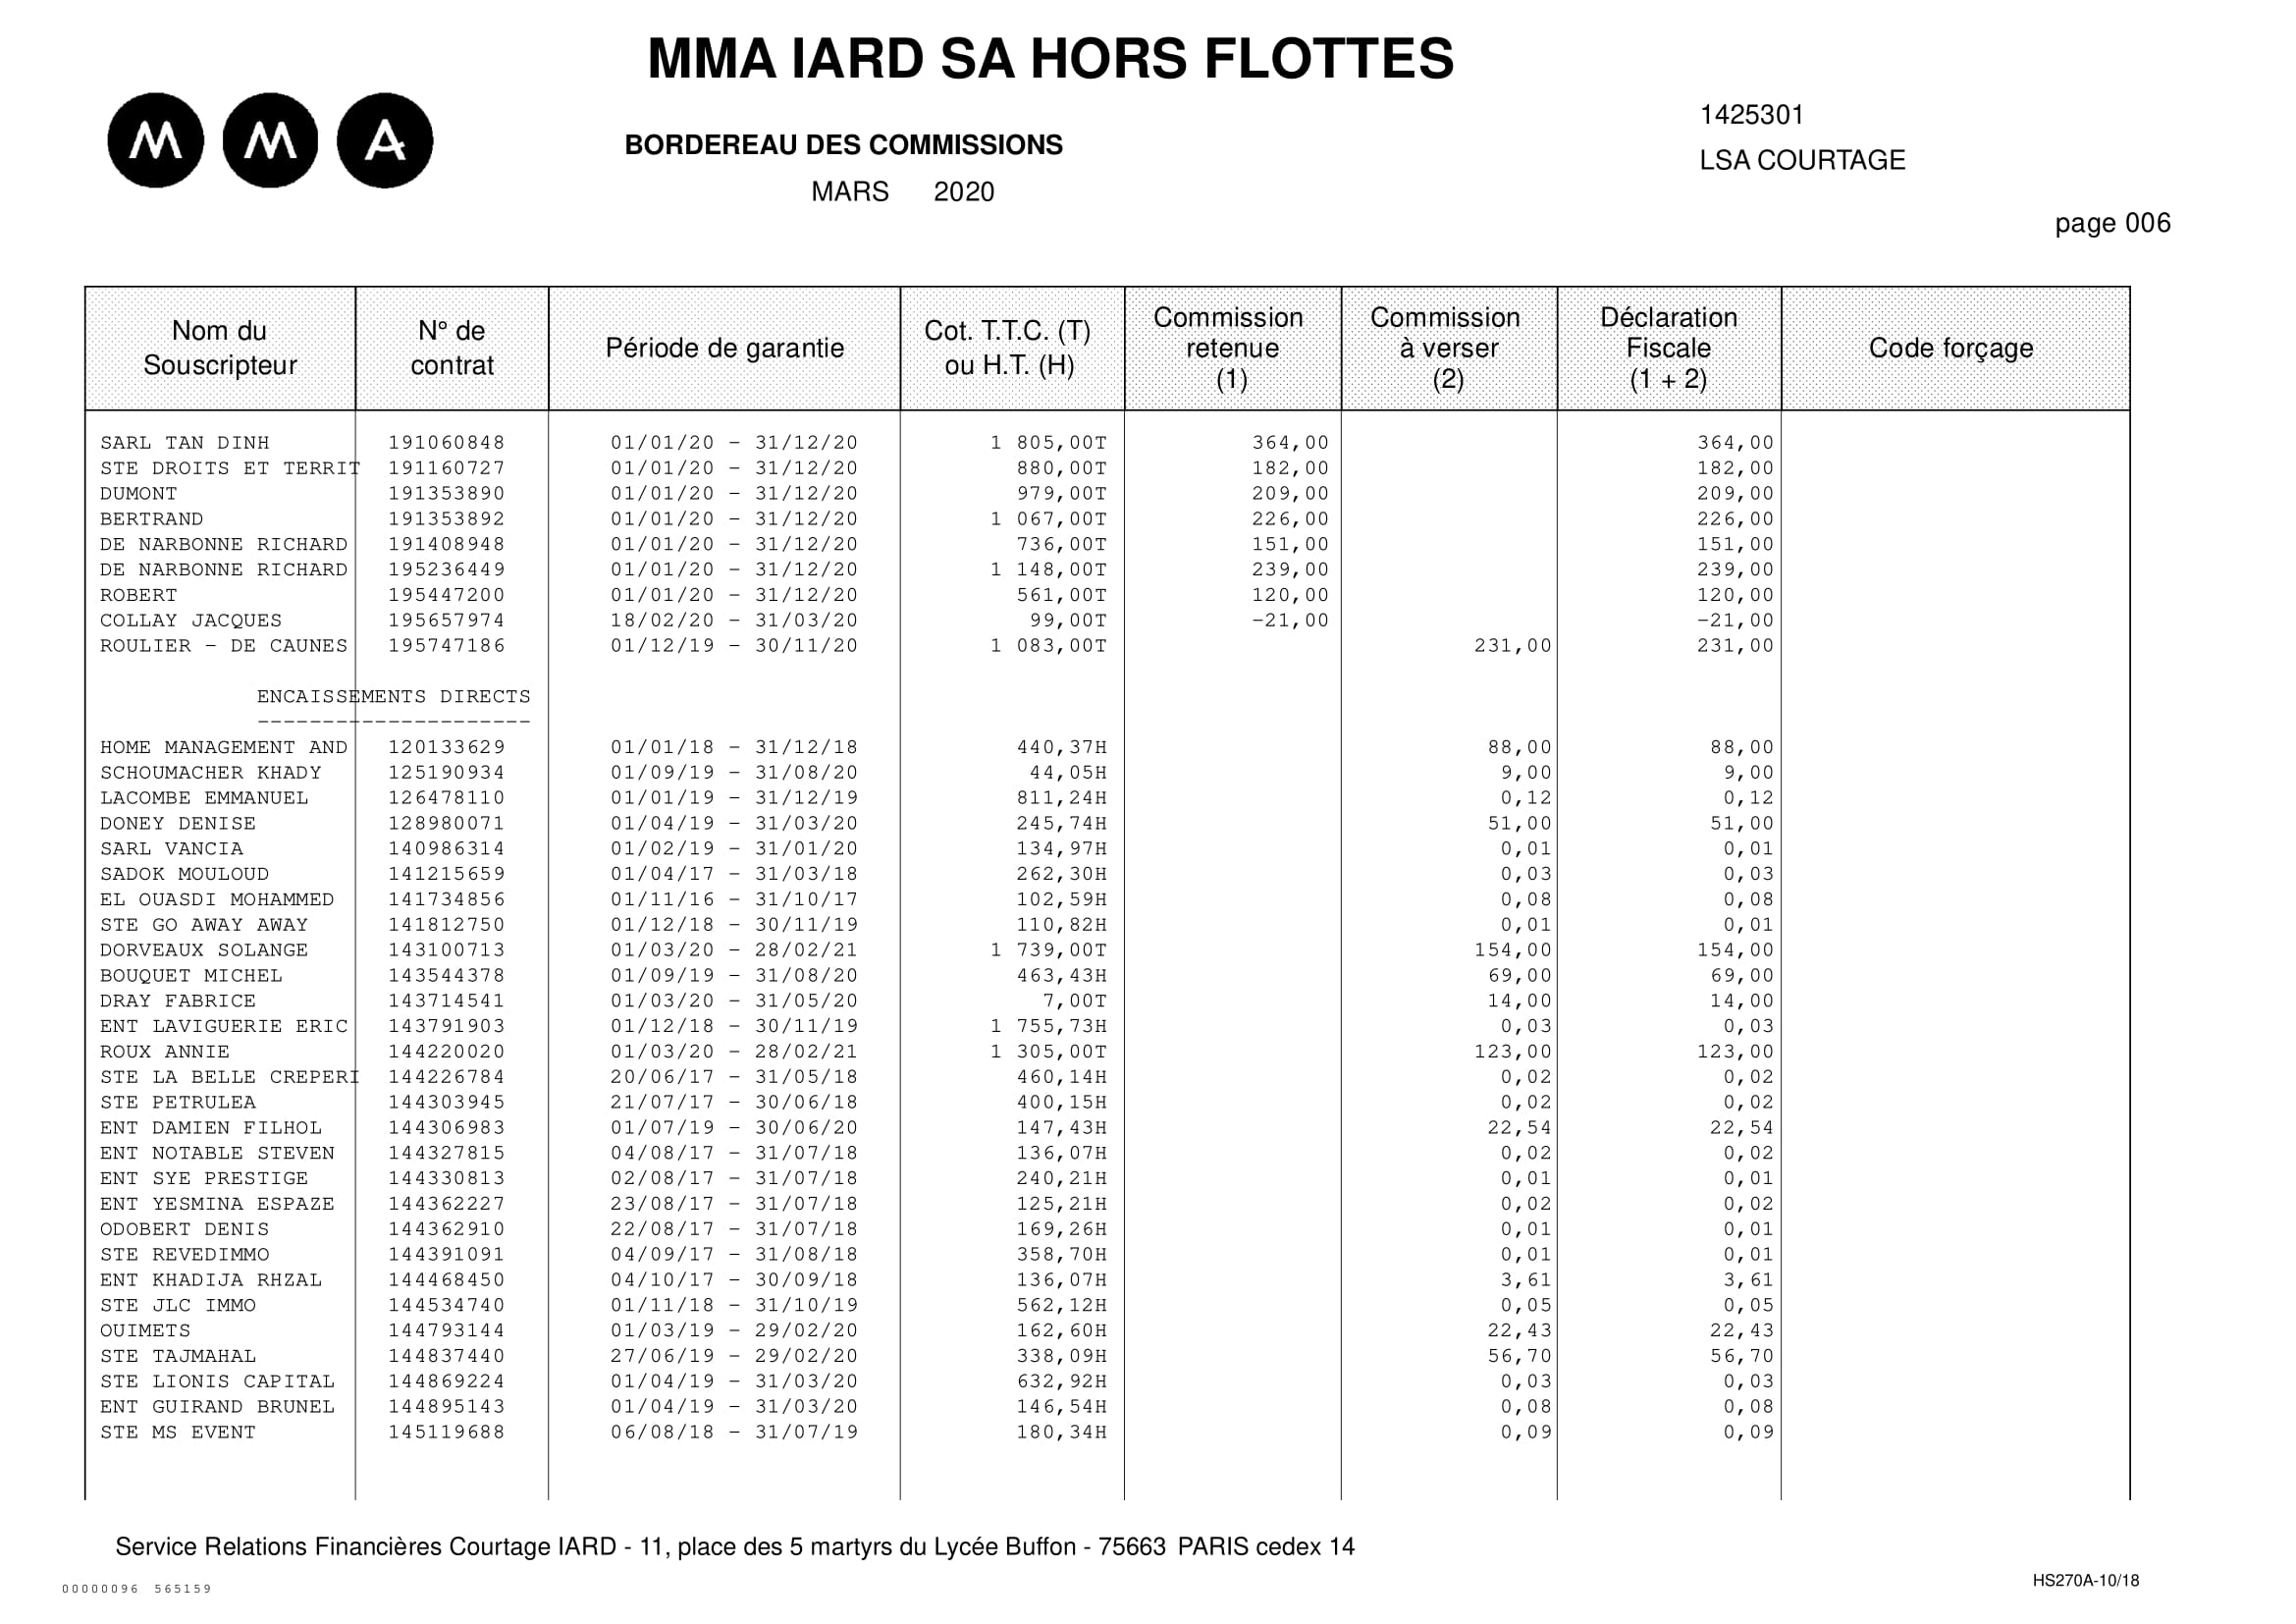 MMA IARD SA HORS FLOTTES
M M A
BORDEREAU DES COMMISSIONS
MARS 2020
1425301
LSA COURTAGE
page 006
Nom du Souscripteur N° de contrat Période de garantie Cot. T.T.C. (T) ou H.T. (H) Commission retenue (1) Commission à verser (2) Déclaration Fiscale (1 + 2) Code forçage
SARL TAN DINH 191060848 01/01/20 - 31/12/20 1 805,00T 364,00 364,00
STE DROITS ET TERRIT 191160727 01/01/20 - 31/12/20 880,00T 182,00 182,00
DUMONT 191353890 01/01/20 - 31/12/20 979,00T 209,00 209,00
BERTRAND 191353892 01/01/20 - 31/12/20 1 067,00T 226,00 226,00
DE NARBONNE RICHARD 191408948 01/01/20 - 31/12/20 736,00T 151,00 151,00
DE NARBONNE RICHARD 195236449 01/01/20 - 31/12/20 1 148,00T 239,00 239,00
ROBERT 195447200 01/01/20 - 31/12/20 561,00T 120,00 120,00
COLLAY JACQUES 195657974 18/02/20 - 31/03/20 99,00T -21,00 -21,00
ROULIER - DE CAUNES 195747186 01/12/19 - 30/11/20 1 083,00T 231,00 231,00
ENCAISSEMENTS DIRECTS
---------------------
HOME MANAGEMENT AND 120133629 01/01/18 - 31/12/18 440,37H 88,00 88,00
SCHOUMACHER KHADY 125190934 01/09/19 - 31/08/20 44,05H 9,00 9,00
LACOMBE EMMANUEL 126478110 01/01/19 - 31/12/19 811,24H 0,12 0,12
DONEY DENISE 128980071 01/04/19 - 31/03/20 245,74H 51,00 51,00
SARL VANCIA 140986314 01/02/19 - 31/01/20 134,97H 0,01 0,01
SADOK MOULOUD 141215659 01/04/17 - 31/03/18 262,30H 0,03 0,03
EL OUASDI MOHAMMED 141734856 01/11/16 - 31/10/17 102,59H 0,08 0,08
STE GO AWAY AWAY 141812750 01/12/18 - 30/11/19 110,82H 0,01 0,01
DORVEAUX SOLANGE 143100713 01/03/20 - 28/02/21 1 739,00T 154,00 154,00
BOUQUET MICHEL 143544378 01/09/19 - 31/08/20 463,43H 69,00 69,00
DRAY FABRICE 143714541 01/03/20 - 31/05/20 7,00T 14,00 14,00
ENT LAVIGUERIE ERIC 143791903 01/12/18 - 30/11/19 1 755,73H 0,03 0,03
ROUX ANNIE 144220020 01/03/20 - 28/02/21 1 305,00T 123,00 123,00
STE LA BELLE CREPERI 144226784 20/06/17 - 31/05/18 460,14H 0,02 0,02
STE PETRULEA 144303945 21/07/17 - 30/06/18 400,15H 0,02 0,02
ENT DAMIEN FILHOL 144306983 01/07/19 - 30/06/20 147,43H 22,54 22,54
ENT NOTABLE STEVEN 144327815 04/08/17 - 31/07/18 136,07H 0,02 0,02
ENT SYE PRESTIGE 144330813 02/08/17 - 31/07/18 240,21H 0,01 0,01
ENT YESMINA ESPAZE 144362227 23/08/17 - 31/07/18 125,21H 0,02 0,02
ODOBERT DENIS 144362910 22/08/17 - 31/07/18 169,26H 0,01 0,01
STE REVEDIMMO 144391091 04/09/17 - 31/08/18 358,70H 0,01 0,01
ENT KHADIJA RHZAL 144468450 04/10/17 - 30/09/18 136,07H 3,61 3,61
STE JLC IMMO 144534740 01/11/18 - 31/10/19 562,12H 0,05 0,05
OUIMETS 144793144 01/03/19 - 29/02/20 162,60H 22,43 22,43
STE TAJMAHAL 144837440 27/06/19 - 29/02/20 338,09H 56,70 56,70
STE LIONIS CAPITAL 144869224 01/04/19 - 31/03/20 632,92H 0,03 0,03
ENT GUIRAND BRUNEL 144895143 01/04/19 - 31/03/20 146,54H 0,08 0,08
STE MS EVENT 145119688 06/08/18 - 31/07/19 180,34H 0,09 0,09
Service Relations Financières Courtage IARD - 11, place des 5 martyrs du Lycée Buffon - 75663 PARIS cedex 14
00000096 565159
HS270A-10/18